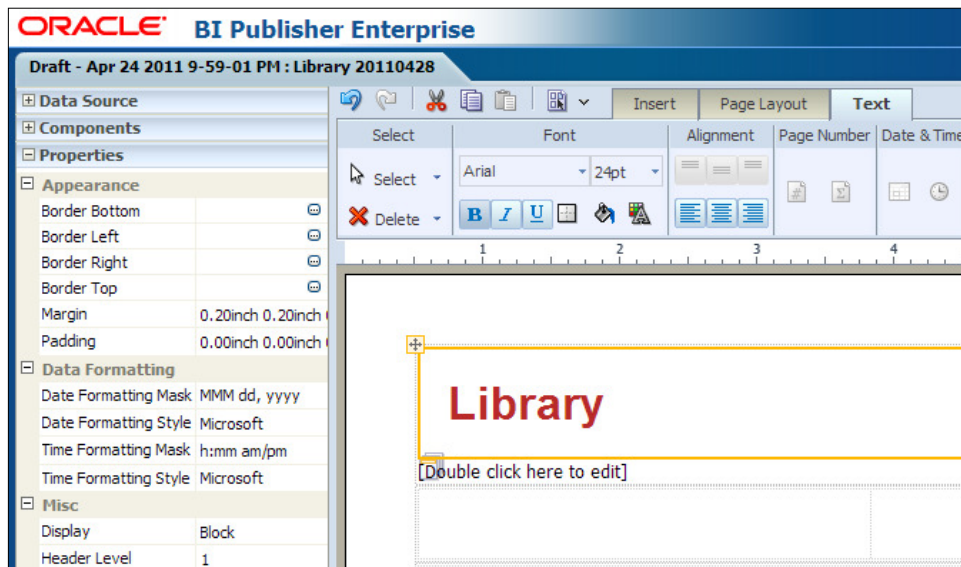 ORACLE BI Publisher Enterprise
Draft - Apr 24 2011 9-59-01 PM : Library 20110428
Data Source
Components
Properties
Appearance
Border Bottom
Border Left
Border Right
Border Top
Margin 0.20inch 0.20inch
Padding 0.00inch 0.00inch
Data Formatting
Date Formatting Mask MMM dd, yyyy
Date Formatting Style Microsoft
Time Formatting Mask h:mm am/pm
Time Formatting Style Microsoft
Misc
Display Block
Header Level 1
Insert Page Layout Text
Select Font Alignment Page Number Date & Time
Select Arial 24pt
Delete B I U
1 2 3 4
Library
[Double click here to edit]